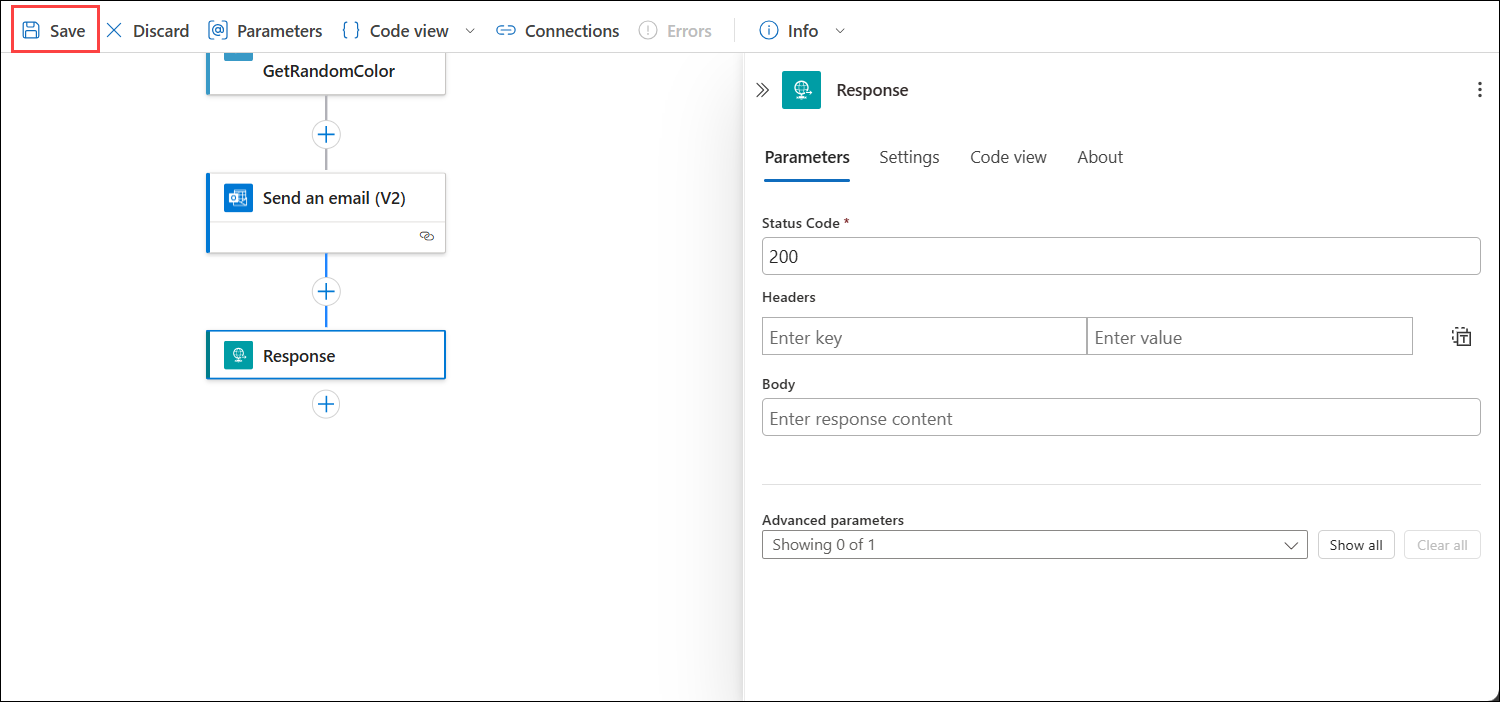 Save Discard Parameters Code view Connections Errors Info
GetRandomColor
Send an email (V2)
Response
Response
Parameters Settings Code view About
Status Code *
200
Headers
Enter key Enter value
Body
Enter response content
Advanced parameters
Showing 0 of 1 Show all Clear all